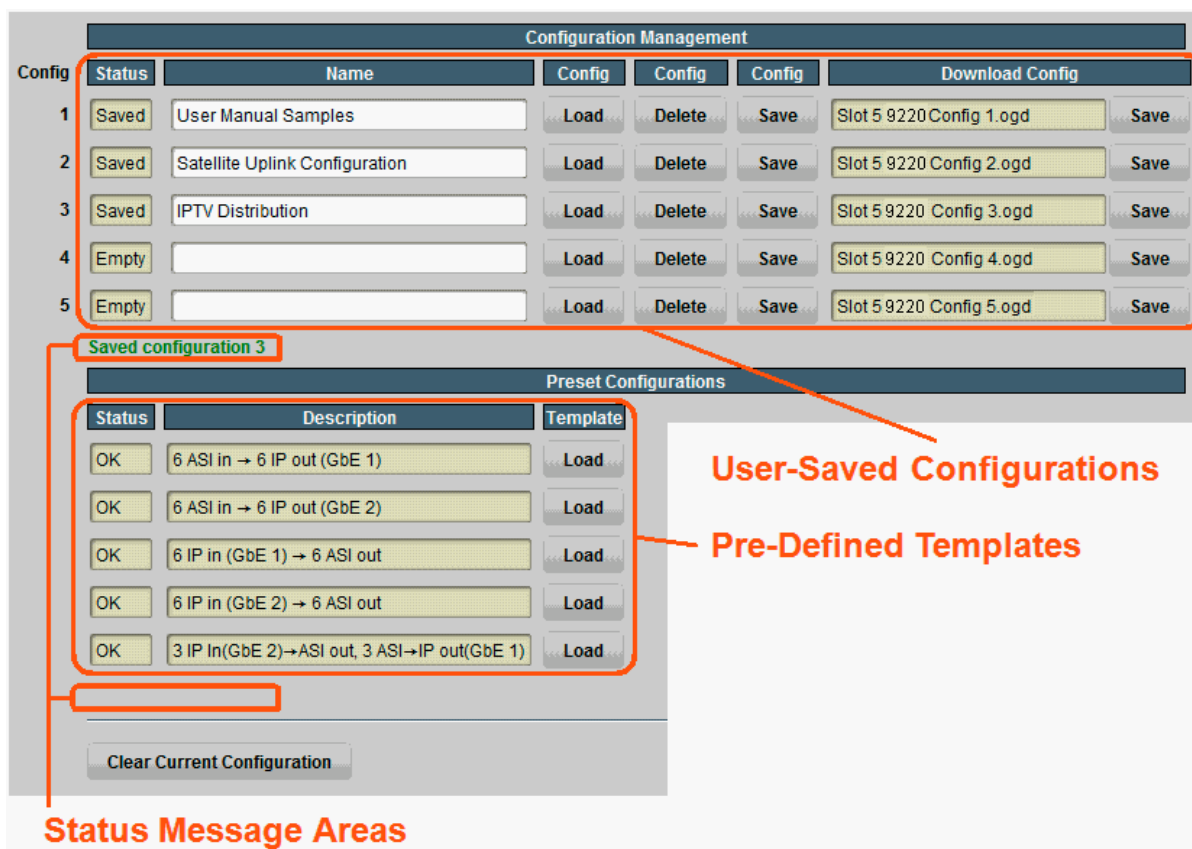 Configuration Management
Config Status Name Config Config Config Download Config
1 Saved User Manual Samples Load Delete Save Slot 5 9220 Config 1.ogd Save
2 Saved Satellite Uplink Configuration Load Delete Save Slot 5 9220 Config 2.ogd Save
3 Saved IPTV Distribution Load Delete Save Slot 5 9220 Config 3.ogd Save
4 Empty Load Delete Save Slot 5 9220 Config 4.ogd Save
5 Empty Load Delete Save Slot 5 9220 Config 5.ogd Save
Saved configuration 3
Preset Configurations
Status Description Template
OK 6 ASI in → 6 IP out (GbE 1) Load
OK 6 ASI in → 6 IP out (GbE 2) Load
OK 6 IP in (GbE 1) → 6 ASI out Load
OK 6 IP in (GbE 2) → 6 ASI out Load
OK 3 IP In(GbE 2)→ASI out, 3 ASI→IP out(GbE 1) Load
User-Saved Configurations
Pre-Defined Templates
Clear Current Configuration
Status Message Areas